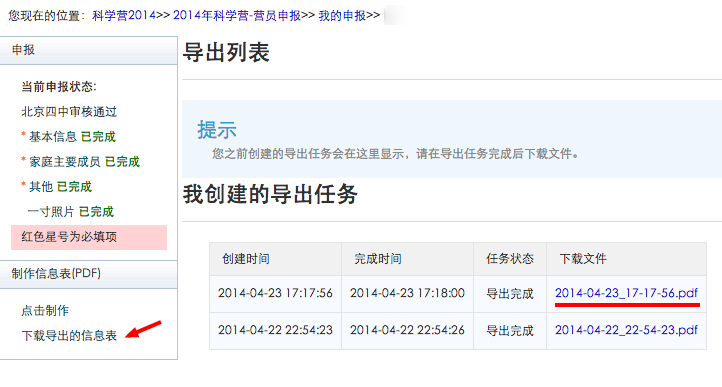 您现在的位置：科学营2014>> 2014年科学营-营员申报>> 我的申报>>
申报
当前申报状态：
北京四中审核通过
* 基本信息 已完成
* 家庭主要成员 已完成
* 其他 已完成
一寸照片 已完成
红色星号为必填项
制作信息表(PDF)
点击制作
下载导出的信息表
导出列表
提示
您之前创建的导出任务会在这里显示，请在导出任务完成后下载文件。
我创建的导出任务
创建时间 完成时间 任务状态 下载文件
2014-04-23 17:17:56 2014-04-23 17:18:00 导出完成 2014-04-23_17-17-56.pdf
2014-04-22 22:54:23 2014-04-22 22:54:26 导出完成 2014-04-22_22-54-23.pdf